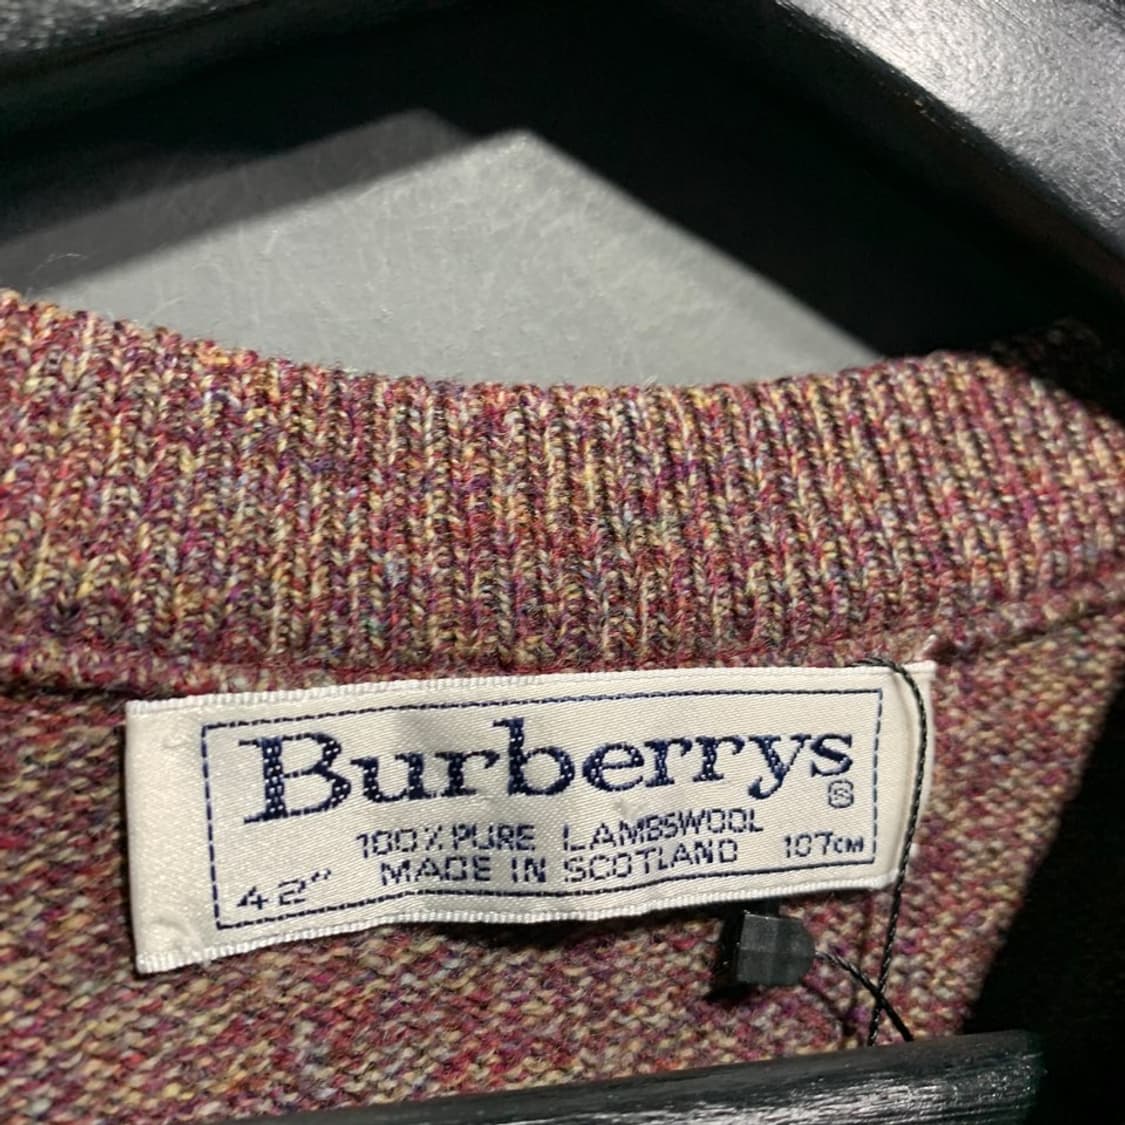 Burberrys
100% PURE LAMBSWOOL
MADE IN SCOTLAND
42" 107CM